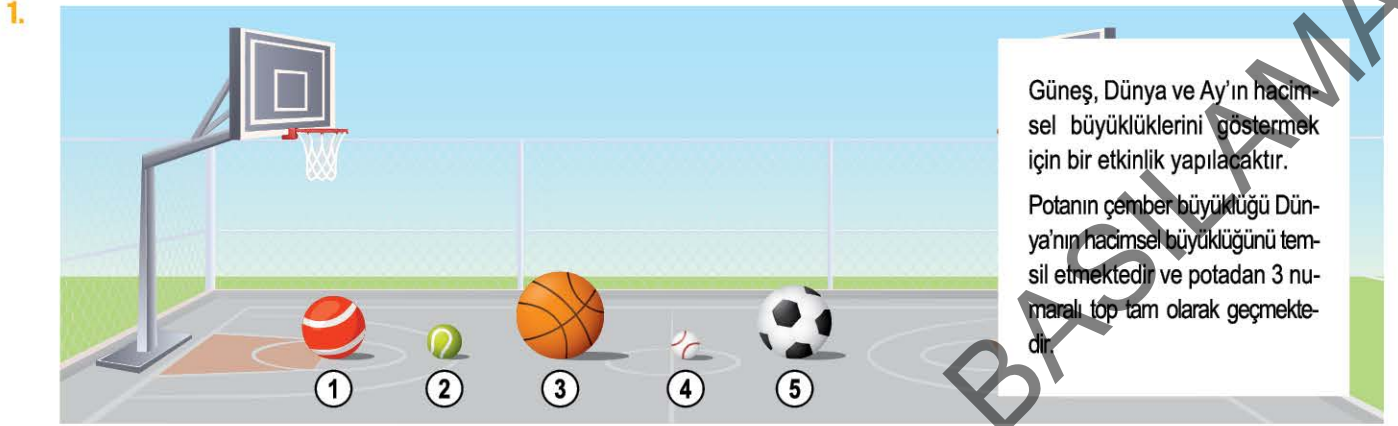 1.
Güneş, Dünya ve Ay'ın hacim-
sel büyüklüklerini göstermek
için bir etkinlik yapılacaktır.
Potanın çember büyüklüğü Dün-
ya'nın hacimsel büyüklüğünü tem-
sil etmektedir ve potadan 3 nu-
maralı top tam olarak geçmekte-
dir.
1 2 3 4 5
BASILAMA